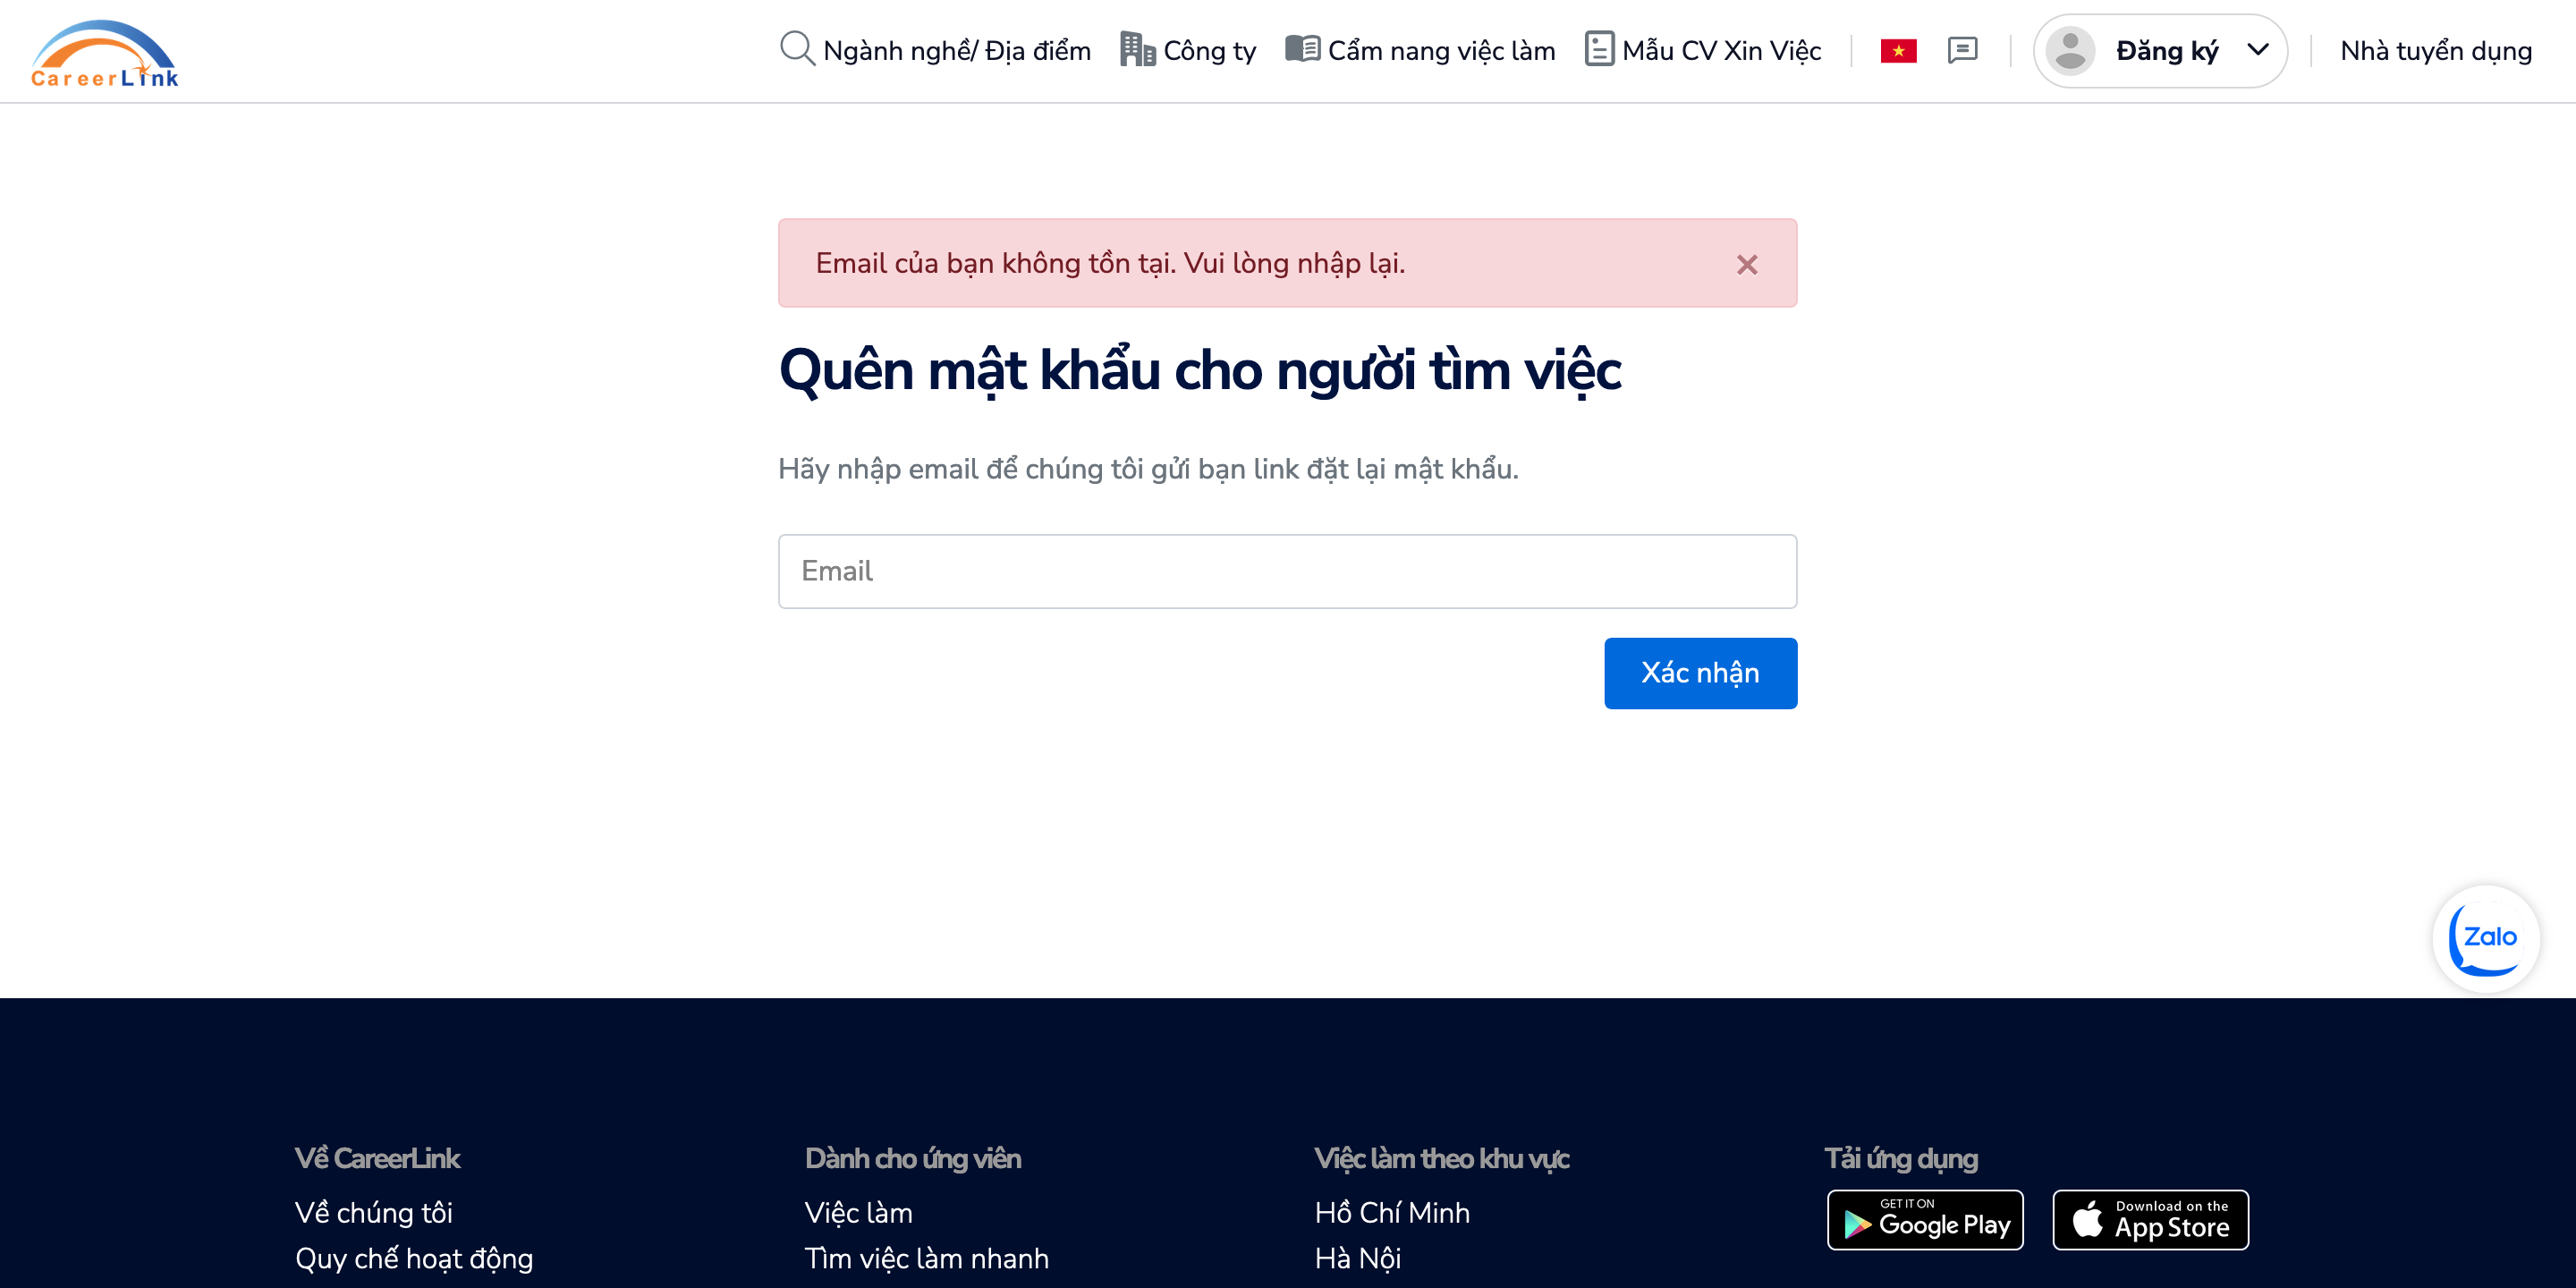 CareerLink
Ngành nghề/ Địa điểm
Công ty
Cẩm nang việc làm
Mẫu CV Xin Việc
Đăng ký
Nhà tuyển dụng
Email của bạn không tồn tại. Vui lòng nhập lại.
×
Quên mật khẩu cho người tìm việc
Hãy nhập email để chúng tôi gửi bạn link đặt lại mật khẩu.
Email
Xác nhận
Zalo
Về CareerLink
Về chúng tôi
Quy chế hoạt động
Dành cho ứng viên
Việc làm
Tìm việc làm nhanh
Việc làm theo khu vực
Hồ Chí Minh
Hà Nội
Tải ứng dụng
GET IT ON
Google Play
Download on the
App Store